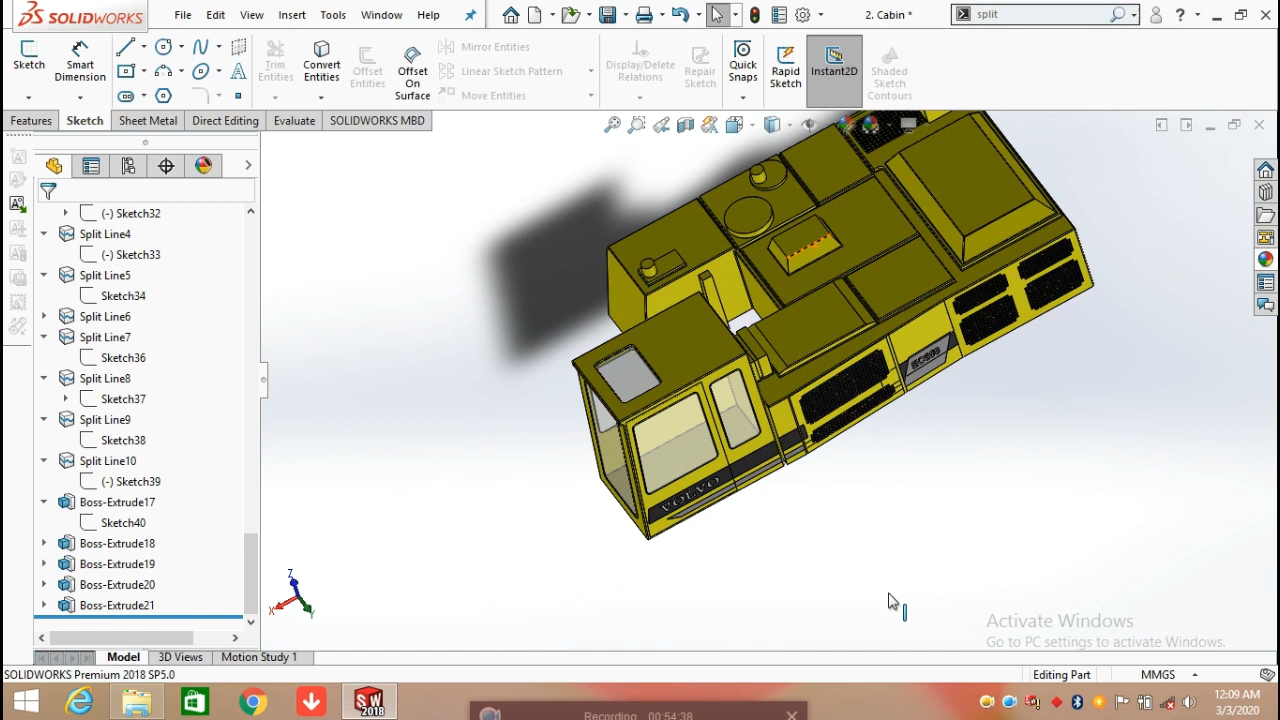 SOLIDWORKS
File Edit View Insert Tools Window Help
2. Cabin *
split
Sketch
Smart Dimension
Trim Entities
Convert Entities
Offset Entities
Offset On Surface
Mirror Entities
Linear Sketch Pattern
Move Entities
Display/Delete Relations
Repair Sketch
Quick Snaps
Rapid Sketch
Instant2D
Shaded Sketch Contours
Features Sketch Sheet Metal Direct Editing Evaluate SOLIDWORKS MBD
(-) Sketch32
Split Line4
(-) Sketch33
Split Line5
Sketch34
Split Line6
Split Line7
Sketch36
Split Line8
Sketch37
Split Line9
Sketch38
Split Line10
(-) Sketch39
Boss-Extrude17
Sketch40
Boss-Extrude18
Boss-Extrude19
Boss-Extrude20
Boss-Extrude21
VOLVO
Z
X
Y
Activate Windows
Go to PC settings to activate Windows.
Model 3D Views Motion Study 1
SOLIDWORKS Premium 2018 SP5.0
Editing Part
MMGS
SW
2018
Recording 00:54:38
12:09 AM
3/3/2020